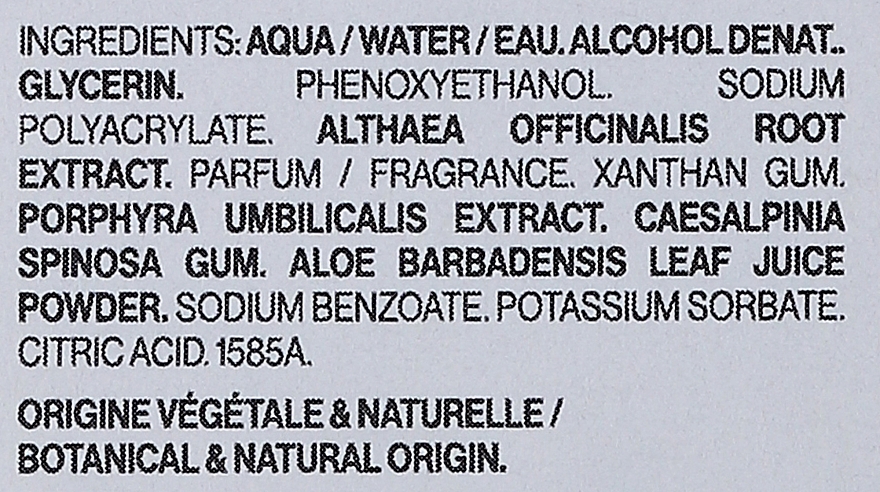 INGREDIENTS: AQUA / WATER / EAU. ALCOHOL DENAT..
GLYCERIN. PHENOXYETHANOL. SODIUM
POLYACRYLATE. ALTHAEA OFFICINALIS ROOT
EXTRACT. PARFUM / FRAGRANCE. XANTHAN GUM.
PORPHYRA UMBILICALIS EXTRACT. CAESALPINIA
SPINOSA GUM. ALOE BARBADENSIS LEAF JUICE
POWDER. SODIUM BENZOATE. POTASSIUM SORBATE.
CITRIC ACID. 1585A.
ORIGINE VÉGÉTALE & NATURELLE /
BOTANICAL & NATURAL ORIGIN.